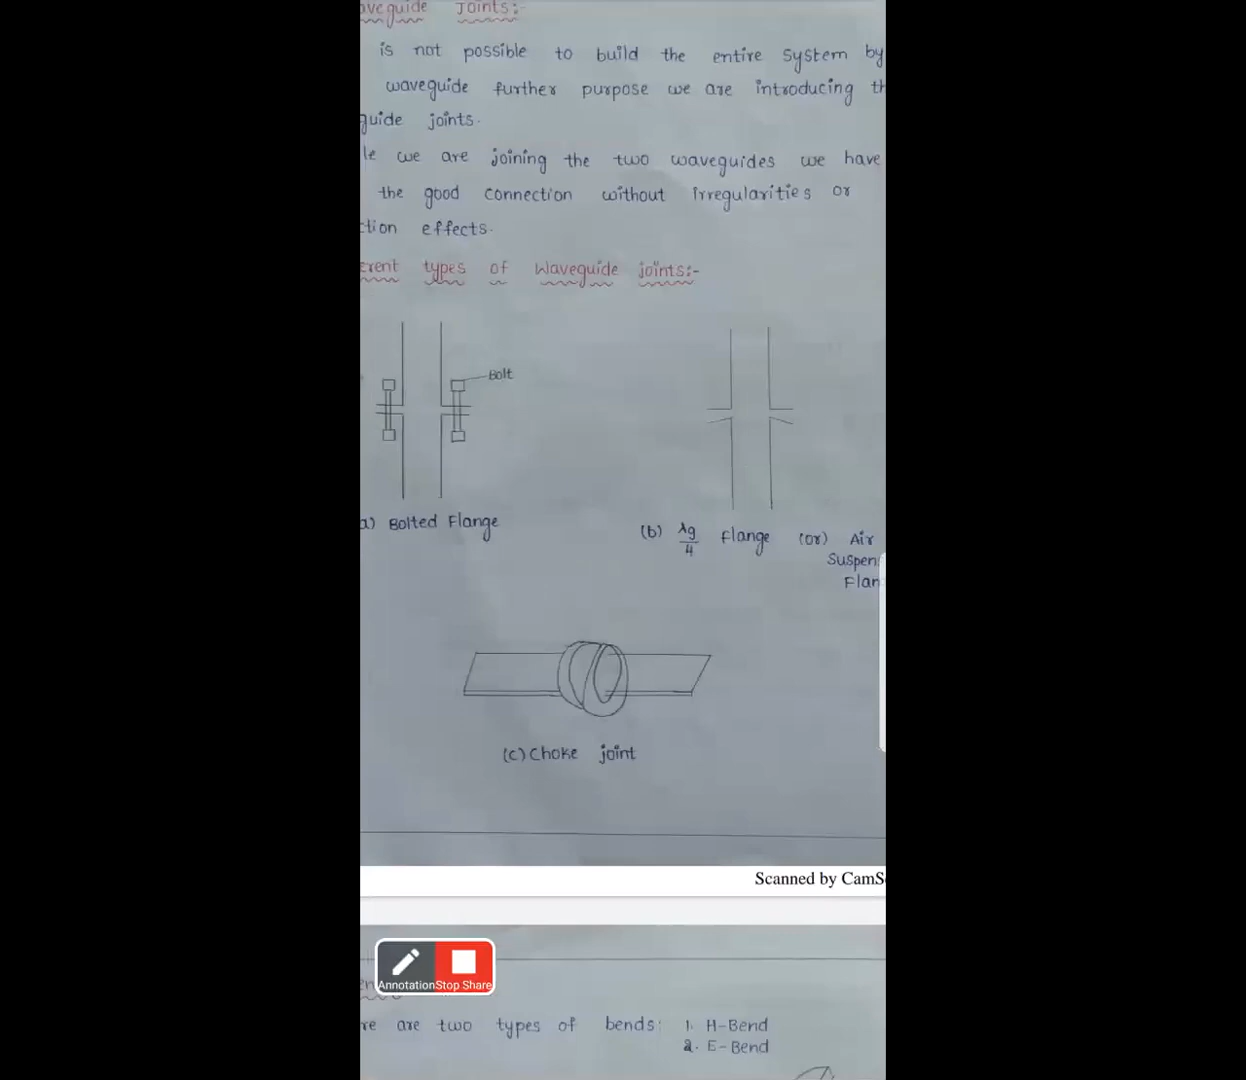 Joints:-
is not possible to build the entire system by
waveguide further purpose we are introducing
guide joints.
we are joining the two waveguides we have
the good connection without irregularities or
effects.
types of Waveguide joints:-
Bolt
a) Bolted Flange
(b) λg/4 flange (or) Air
(c) Choke joint
Scanned by CamS
Annotation Stop Share
are two types of bends: 1. H-Bend
2. E-Bend